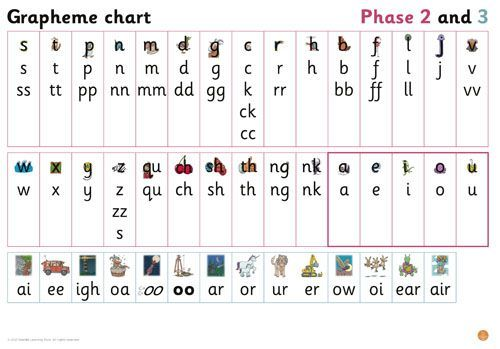 Grapheme chart Phase 2 and 3
s t p n m d g c r h b f l j v
s t p n m d g c r h b f l j v
ss tt pp nn mm dd gg k rr bb ff ll vv
ck
cc
w x y z qu ch sh th ng nk a e i o u
w x y z qu ch sh th ng nk a e i o u
zz
s
ai ee igh oa oo oo ar or ur er ow oi ear air